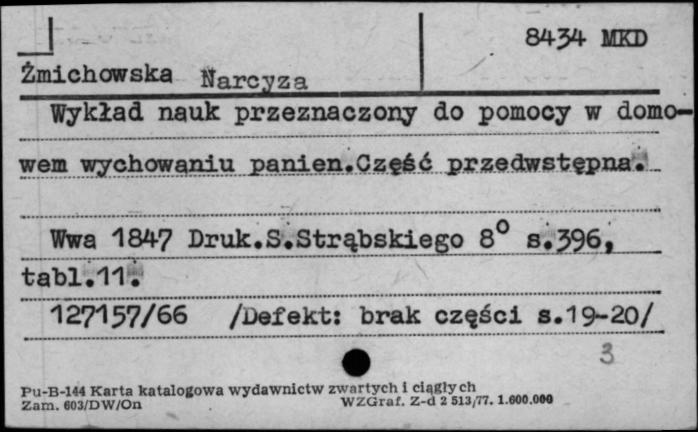 8434 MKD
Żmichowska Narcyza
Wykład nauk przeznaczony do pomocy w domo-
wem wychowaniu panien.Część przedwstępna.
Wwa 1847 Druk.S.Strąbskiego 8° s.396,
tabl.11.
127157/66 /Defekt: brak części s.19-20/
3
Pu-B-144 Karta katalogowa wydawnictw zwartych i ciągłych
Zam. 603/DW/On WZGraf. Z-d 2 513/77. 1.600.000